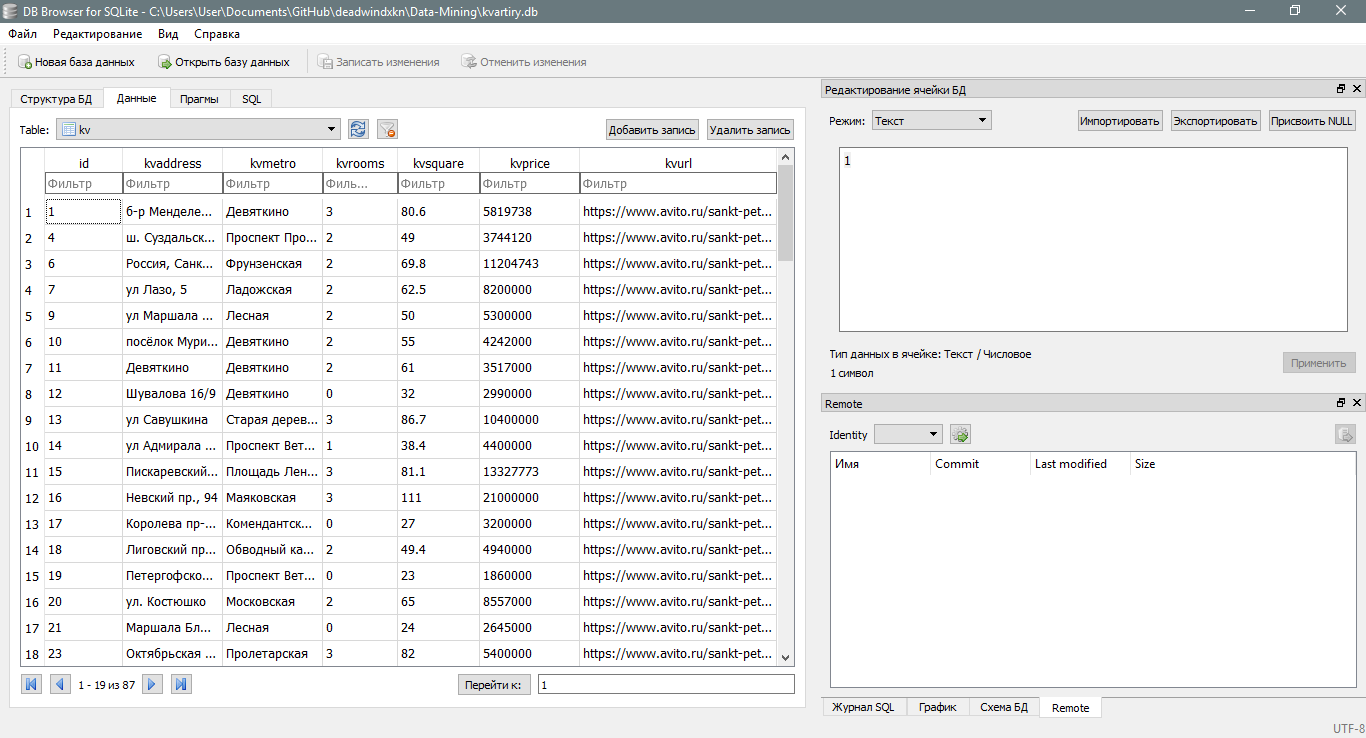 DB Browser for SQLite - C:\Users\User\Documents\GitHub\deadwindxkn\Data-Mining\kvartiry.db
Файл Редактирование Вид Справка
Новая база данных Открыть базу данных Записать изменения Отменить изменения
Структура БД Данные Прагмы SQL
Table: kv Добавить запись Удалить запись
id kvaddress kvmetro kvrooms kvsquare kvprice kvurl
Фильтр Фильтр Фильтр Филь... Фильтр Фильтр Фильтр
1 1 б-р Менделе... Девяткино 3 80.6 5819738 https://www.avito.ru/sankt-pet...
2 4 ш. Суздальск... Проспект Про... 2 49 3744120 https://www.avito.ru/sankt-pet...
3 6 Россия, Санк... Фрунзенская 2 69.8 11204743 https://www.avito.ru/sankt-pet...
4 7 ул Лазо, 5 Ладожская 2 62.5 8200000 https://www.avito.ru/sankt-pet...
5 9 ул Маршала ... Лесная 2 50 5300000 https://www.avito.ru/sankt-pet...
6 10 посёлок Мури... Девяткино 2 55 4242000 https://www.avito.ru/sankt-pet...
7 11 Девяткино Девяткино 2 61 3517000 https://www.avito.ru/sankt-pet...
8 12 Шувалова 16/9 Девяткино 0 32 2990000 https://www.avito.ru/sankt-pet...
9 13 ул Савушкина Старая дерев... 3 86.7 10400000 https://www.avito.ru/sankt-pet...
10 14 ул Адмирала ... Проспект Вет... 1 38.4 4400000 https://www.avito.ru/sankt-pet...
11 15 Пискаревский... Площадь Лен... 3 81.1 13327773 https://www.avito.ru/sankt-pet...
12 16 Невский пр., 94 Маяковская 3 111 21000000 https://www.avito.ru/sankt-pet...
13 17 Королева пр-... Комендантск... 0 27 3200000 https://www.avito.ru/sankt-pet...
14 18 Лиговский пр... Обводный ка... 2 49.4 4940000 https://www.avito.ru/sankt-pet...
15 19 Петергофско... Проспект Вет... 0 23 1860000 https://www.avito.ru/sankt-pet...
16 20 ул. Костюшко Московская 2 65 8557000 https://www.avito.ru/sankt-pet...
17 21 Маршала Бл... Лесная 0 24 2645000 https://www.avito.ru/sankt-pet...
18 23 Октябрьская ... Пролетарская 3 82 5400000 https://www.avito.ru/sankt-pet...
1 - 19 из 87 Перейти к: 1
Редактирование ячейки БД
Режим: Текст Импортировать Экспортировать Присвоить NULL
1
Тип данных в ячейке: Текст / Числовое
1 символ
Применить
Remote
Identity
Имя Commit Last modified Size
Журнал SQL График Схема БД Remote
UTF-8